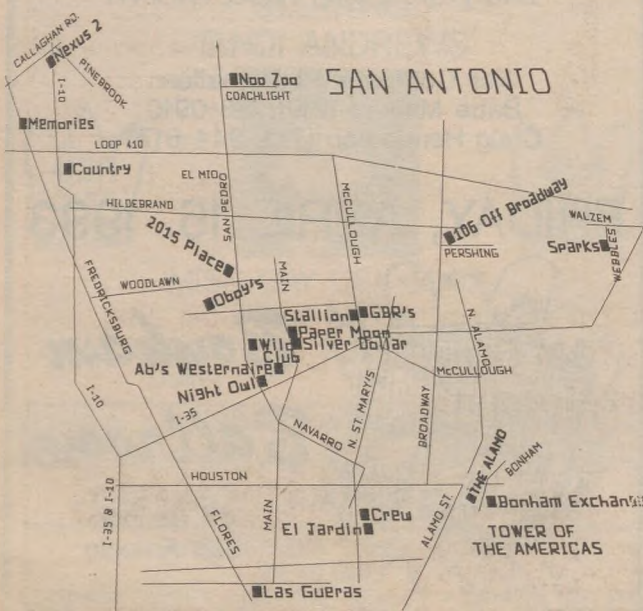 CALLAGHAN RD.
Nexus 2
I-10
PINEBROOK
Noo Zoo
COACHLIGHT
SAN ANTONIO
Memories
LOOP 410
Country
EL MIO
SAN PEDRO
HILDEBRAND
McCULLOUGH
106 Off Broadway
PERSHING
WALZEM
Sparks
WEBBLES
2015 Place
MAIN
WOODLAWN
Oboy's
FREDRICKSBURG
Stallion
GBR's
N. ALAMO
Paper Moon
Wild Club
Silver Dollar
Ab's Westernaire
Night Owl
McCULLOUGH
I-10
I-35
NAVARRO
N. ST. MARY'S
BROADWAY
HOUSTON
THE ALAMO
BONHAM
Bonham Exchange
I-35 & I-10
FLORES
MAIN
Crew
El Jardin
ALAMO ST.
TOWER OF
THE AMERICAS
Las Gueras